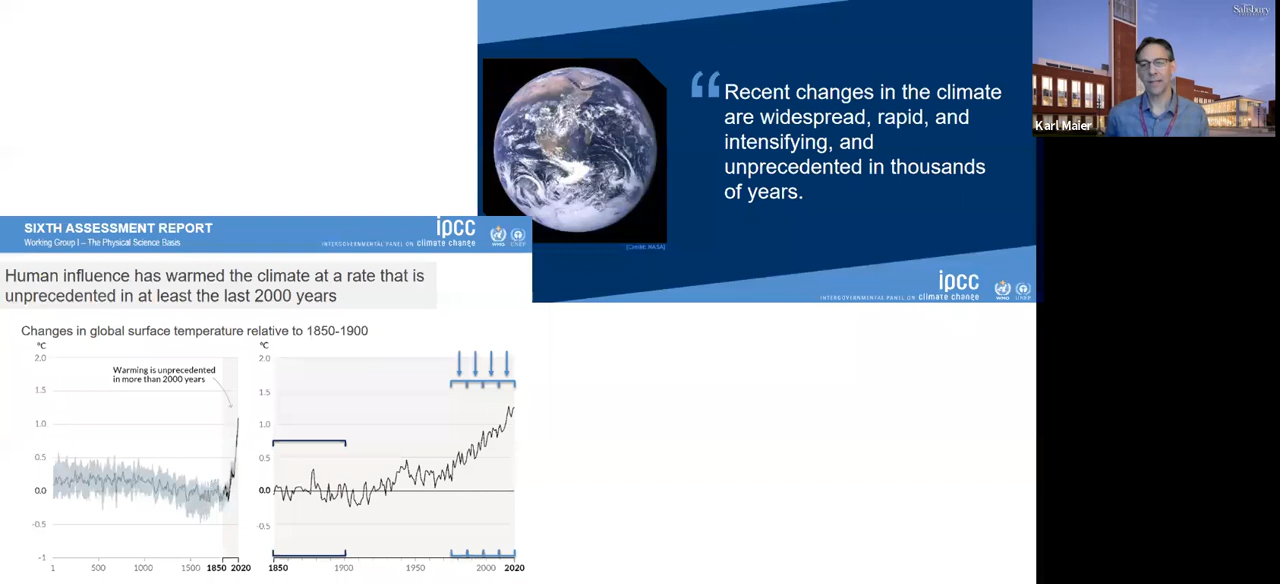 Recent changes in the climate
are widespread, rapid, and
intensifying, and
unprecedented in thousands
of years.
[Credit: NASA]
INTERGOVERNMENTAL PANEL ON climate change
ipcc
WMO UNEP
Salisbury
Karl Maier
SIXTH ASSESSMENT REPORT
Working Group I – The Physical Science Basis
ipcc
INTERGOVERNMENTAL PANEL ON climate change
WMO UNEP
Human influence has warmed the climate at a rate that is
unprecedented in at least the last 2000 years
Changes in global surface temperature relative to 1850-1900
°C
2.0
1.5
1.0
0.5
0.0
-0.5
-1
Warming is unprecedented
in more than 2000 years
1 500 1000 1500 1850 2020
°C
2.0
1.5
1.0
0.5
0.0
-0.5
1850 1900 1950 2000 2020